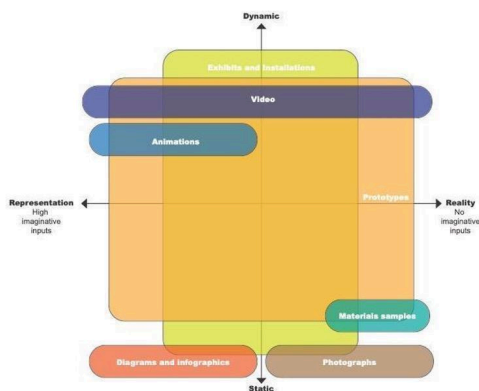 Dynamic
Exhibits and Installations
Video
Animations
Representation
High
imaginative
inputs
Prototypes
Reality
No
imaginative
inputs
Materials samples
Diagrams and infographics
Photographs
Static